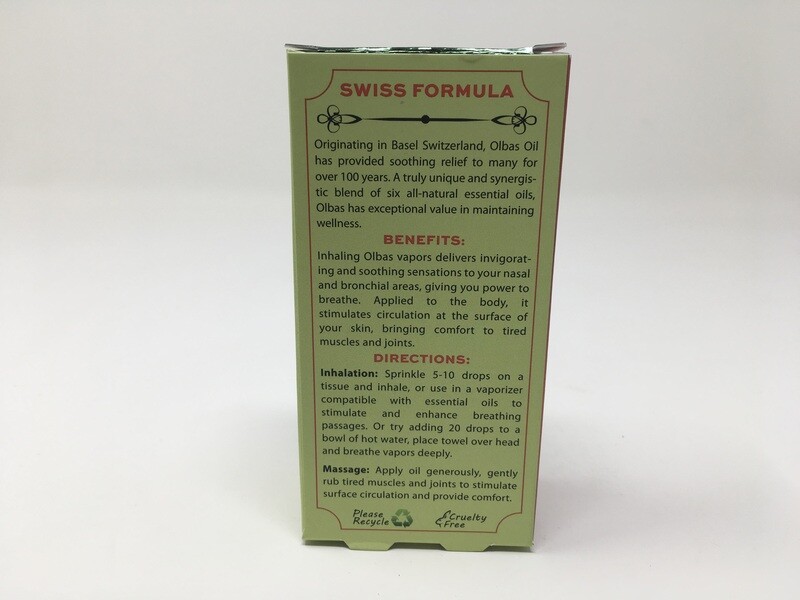 SWISS FORMULA
Originating in Basel Switzerland, Olbas Oil
has provided soothing relief to many for
over 100 years. A truly unique and synergis-
tic blend of six all-natural essential oils,
Olbas has exceptional value in maintaining
wellness.
BENEFITS:
Inhaling Olbas vapors delivers invigorat-
ing and soothing sensations to your nasal
and bronchial areas, giving you power to
breathe. Applied to the body, it
stimulates circulation at the surface of
your skin, bringing comfort to tired
muscles and joints.
DIRECTIONS:
Inhalation: Sprinkle 5-10 drops on a
tissue and inhale, or use in a vaporizer
compatible with essential oils to
stimulate and enhance breathing
passages. Or try adding 20 drops to a
bowl of hot water, place towel over head
and breathe vapors deeply.
Massage: Apply oil generously, gently
rub tired muscles and joints to stimulate
surface circulation and provide comfort.
Please
Recycle
Cruelty
Free